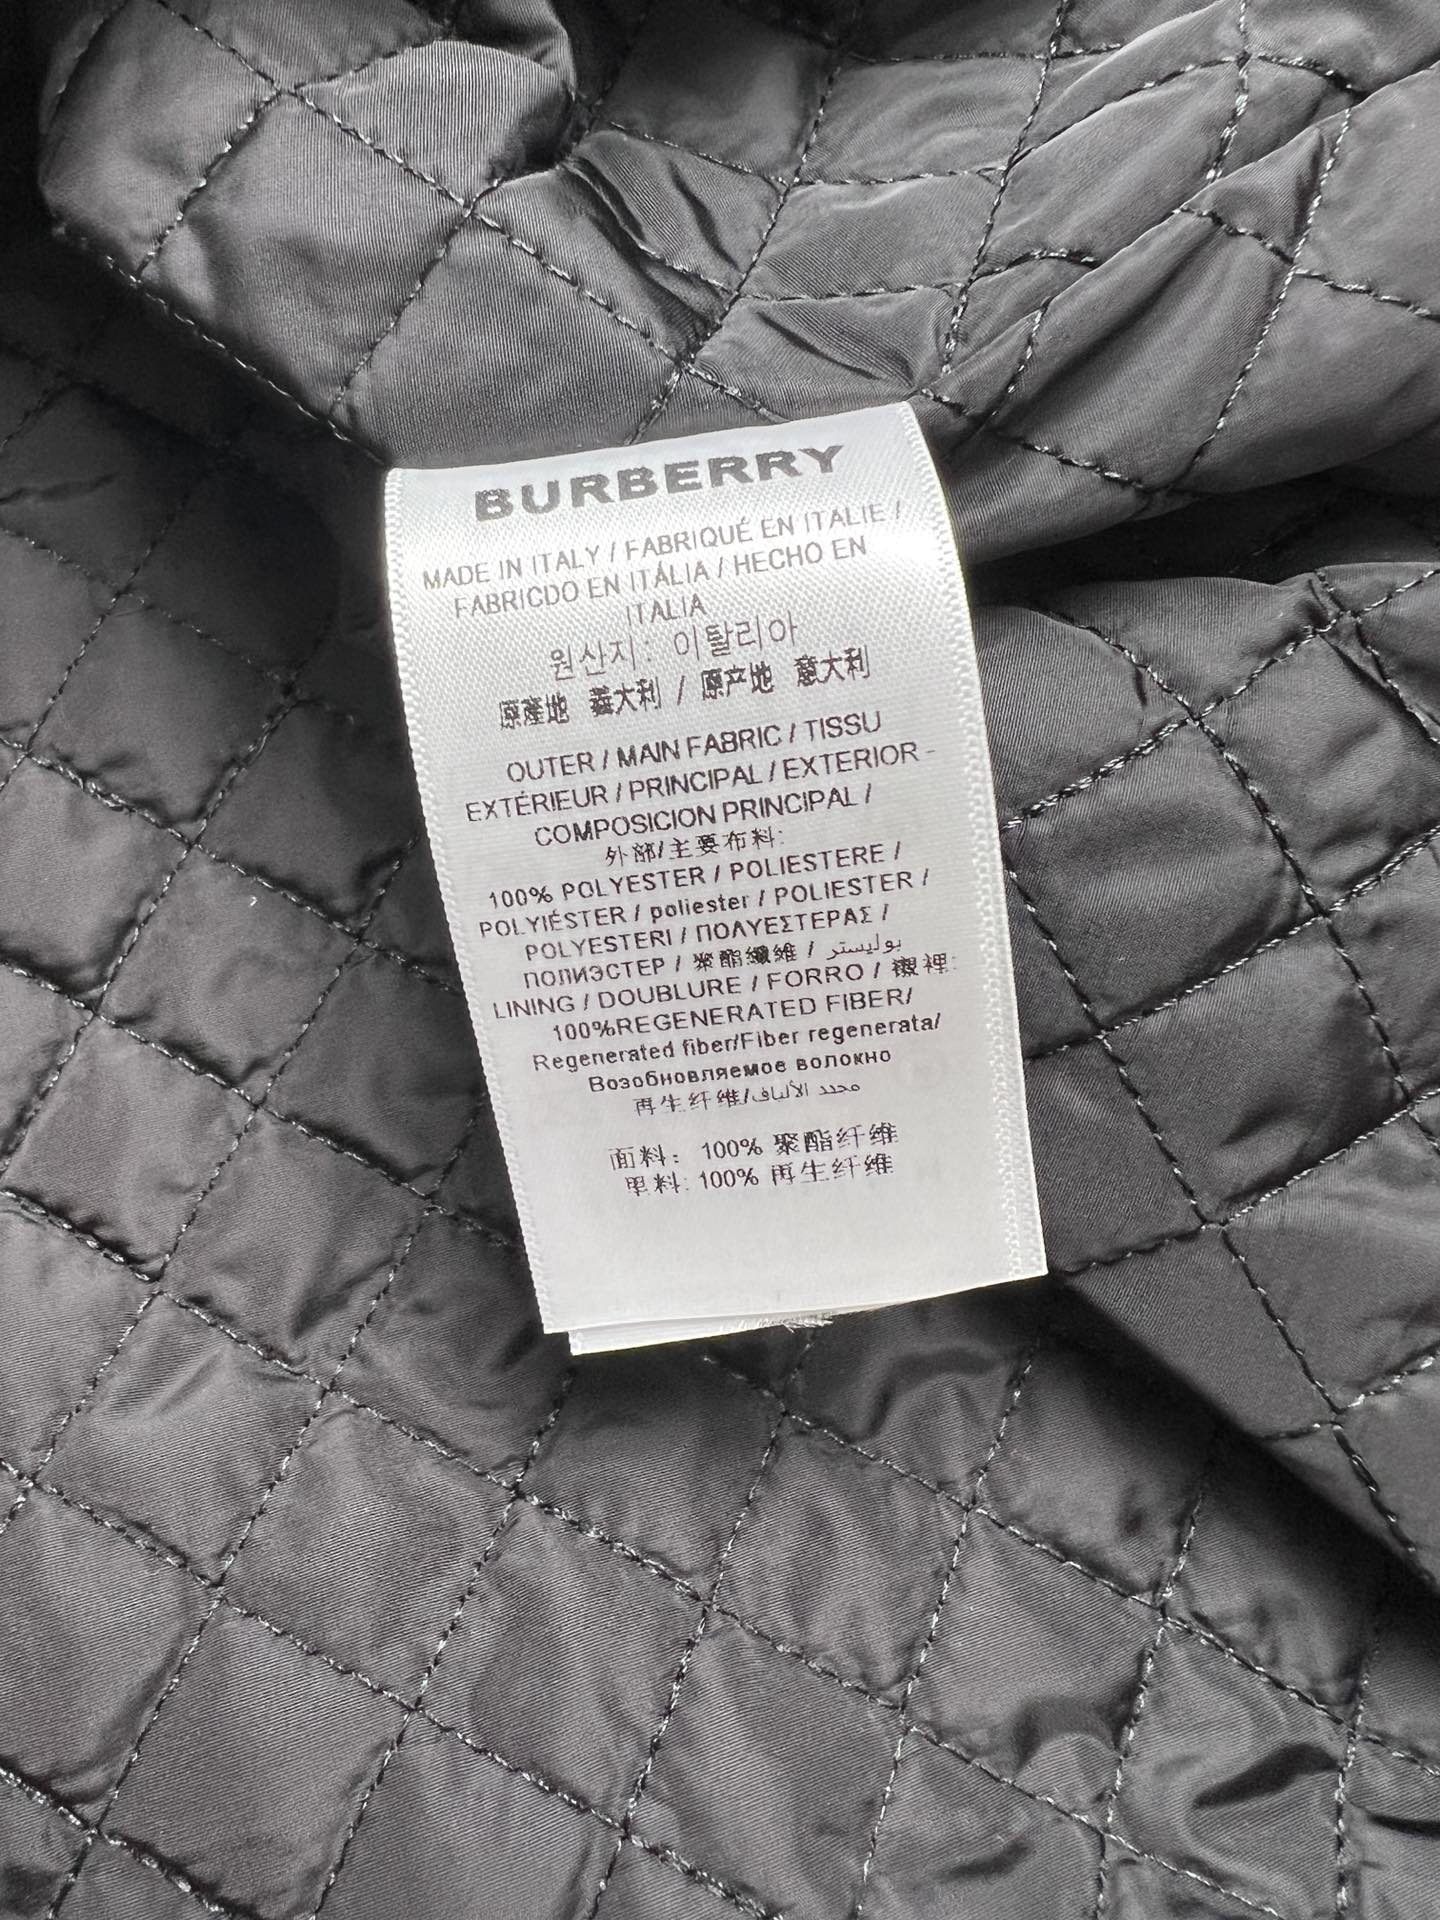 BURBERRY
MADE IN ITALY / FABRIQUÉ EN ITALIE /
FABRICDO EN ITÁLIA / HECHO EN
ITALIA
원산지: 이탈리아
原產地 義大利 / 原产地 意大利
OUTER / MAIN FABRIC / TISSU
EXTÉRIEUR / PRINCIPAL / EXTERIOR -
COMPOSICION PRINCIPAL /
外部/主要布料:
100% POLYESTER / POLIESTERE /
POLYIÉSTER / poliester / POLIESTER /
POLYESTERI / ΠΟΛΥΕΣΤΕΡΑΣ /
ПОЛИЭСТЕР / 聚酯纖維 / بوليستر
LINING / DOUBLURE / FORRO / 襯裡:
100%REGENERATED FIBER/
Regenerated fiber/Fiber regenerata/
Возобновляемое волокно
再生纤维/محدد الألياف
面料: 100% 聚酯纤维
里料: 100% 再生纤维